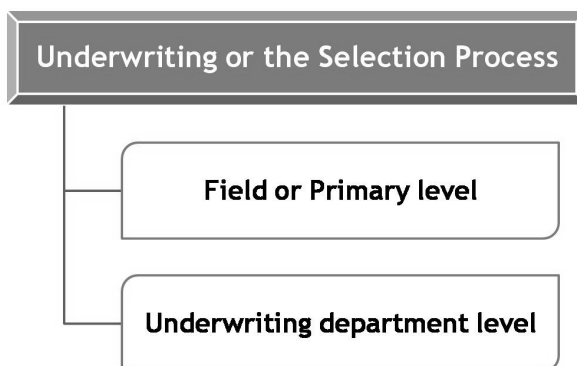 Underwriting or the Selection Process
Field or Primary level
Underwriting department level